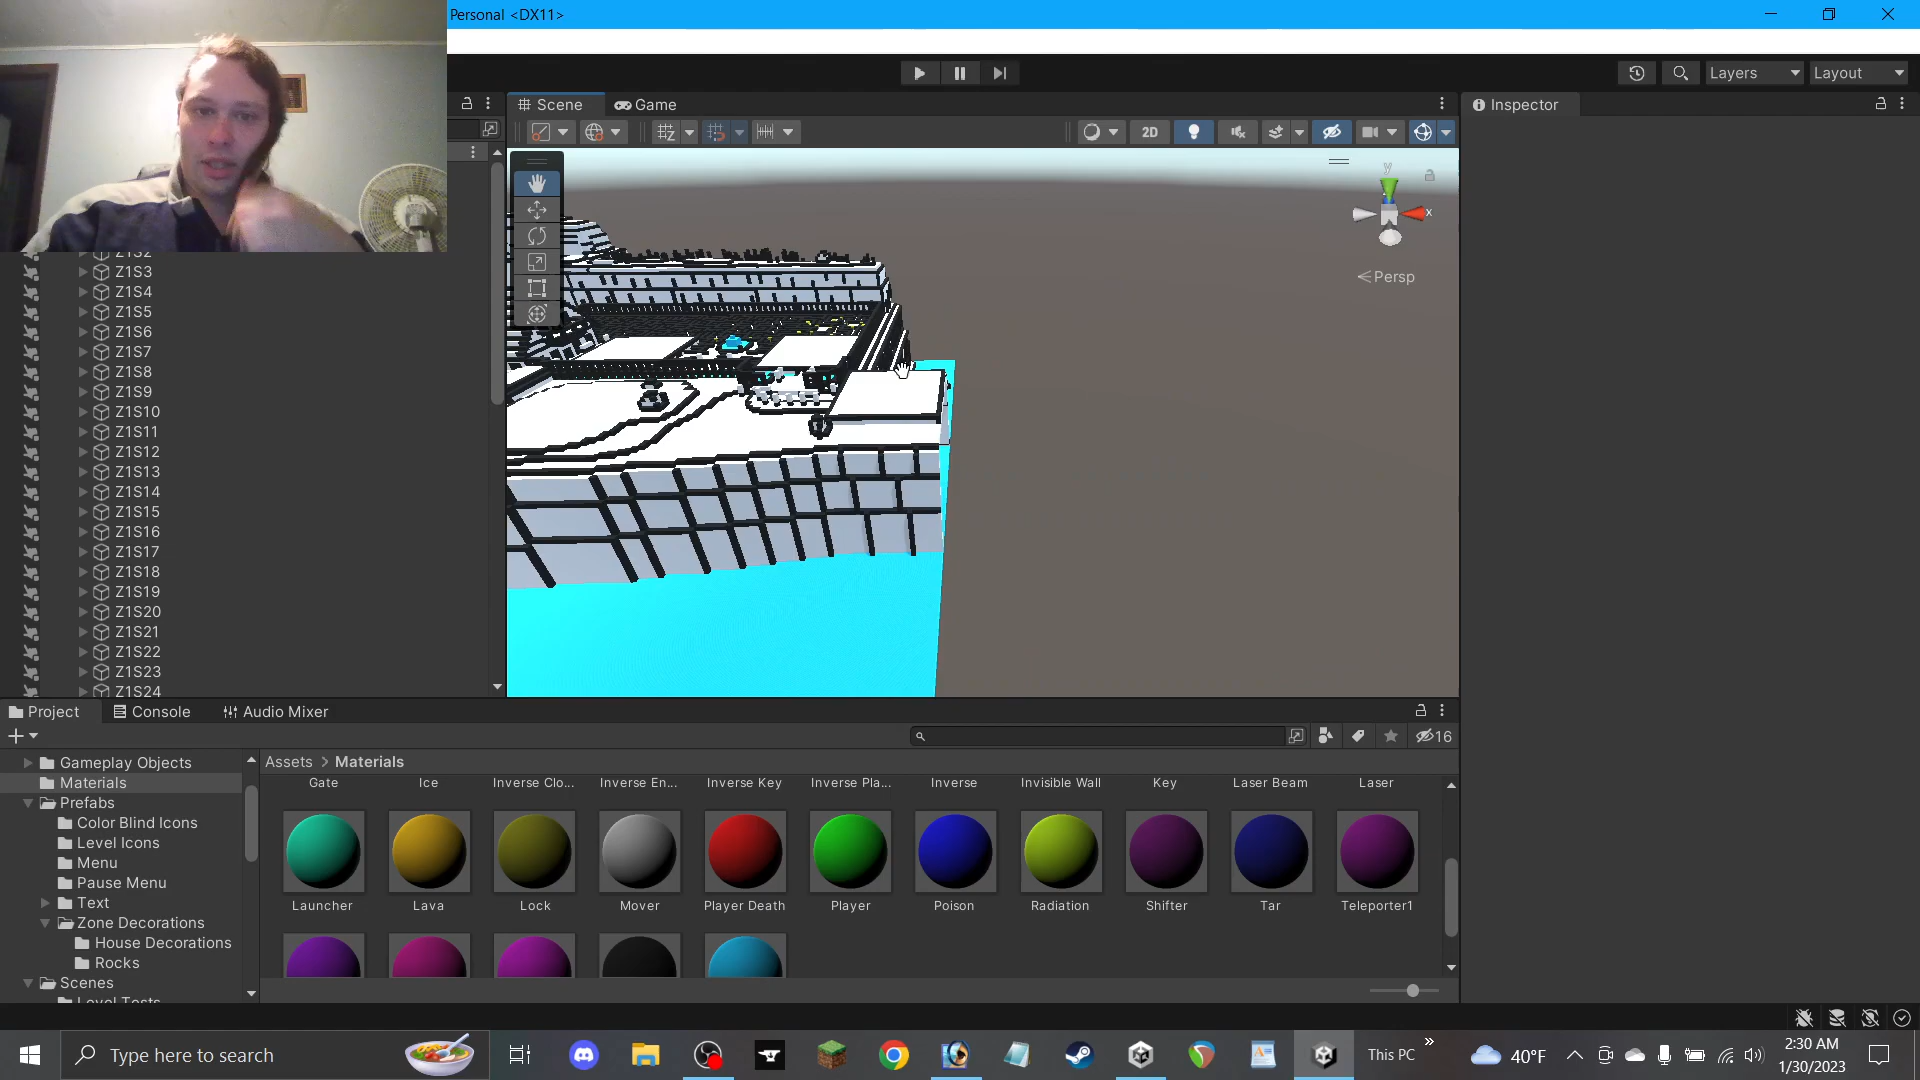 Personal <DX11>
Layers
Layout
Scene
Game
Inspector
2D
y
x
Persp
Z1S2
Z1S3
Z1S4
Z1S5
Z1S6
Z1S7
Z1S8
Z1S9
Z1S10
Z1S11
Z1S12
Z1S13
Z1S14
Z1S15
Z1S16
Z1S17
Z1S18
Z1S19
Z1S20
Z1S21
Z1S22
Z1S23
Z1S24
Project
Console
Audio Mixer
16
Gameplay Objects
Materials
Prefabs
Color Blind Icons
Level Icons
Menu
Pause Menu
Text
Zone Decorations
House Decorations
Rocks
Scenes
Level Tests
Assets > Materials
Gate
Ice
Inverse Clo...
Inverse En...
Inverse Key
Inverse Pla...
Inverse
Invisible Wall
Key
Laser Beam
Laser
Launcher
Lava
Lock
Mover
Player Death
Player
Poison
Radiation
Shifter
Tar
Teleporter1
Type here to search
This PC
40°F
2:30 AM
1/30/2023